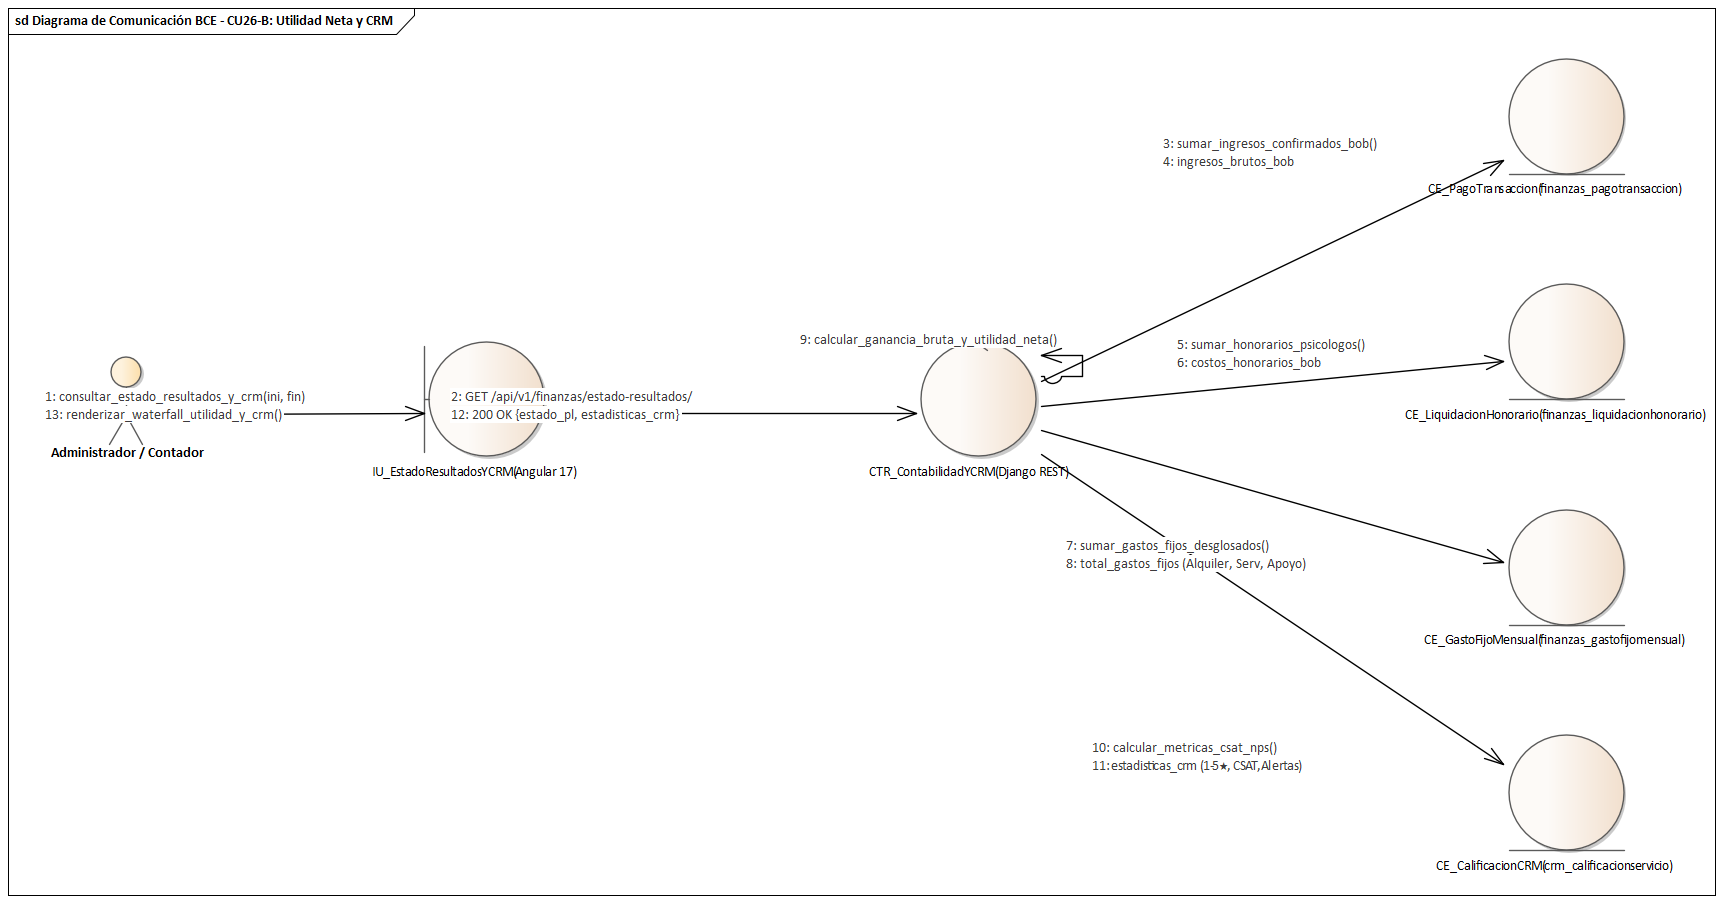 sd Diagrama de Comunicación BCE - CU26-B: Utilidad Neta y CRM
3: sumar_ingresos_confirmados_bob()
4: ingresos_brutos_bob
CE_PagoTransaccion(finanzas_pagotransaccion)
9: calcular_ganancia_bruta_y_utilidad_neta()
5: sumar_honorarios_psicologos()
6: costos_honorarios_bob
1: consultar_estado_resultados_y_crm(ini, fin)
13: renderizar_waterfall_utilidad_y_crm()
2: GET /api/v1/finanzas/estado-resultados/
12: 200 OK {estado_pl, estadisticas_crm}
CE_LiquidacionHonorario(finanzas_liquidacionhonorario)
Administrador / Contador
IU_EstadoResultadosYCRM(Angular 17)
CTR_ContabilidadYCRM(Django REST)
7: sumar_gastos_fijos_desglosados()
8: total_gastos_fijos (Alquiler, Serv, Apoyo)
CE_GastoFijoMensual(finanzas_gastofijomensual)
10: calcular_metricas_csat_nps()
11: estadisticas_crm (1-5★, CSAT, Alertas)
CE_CalificacionCRM(crm_calificacionservicio)